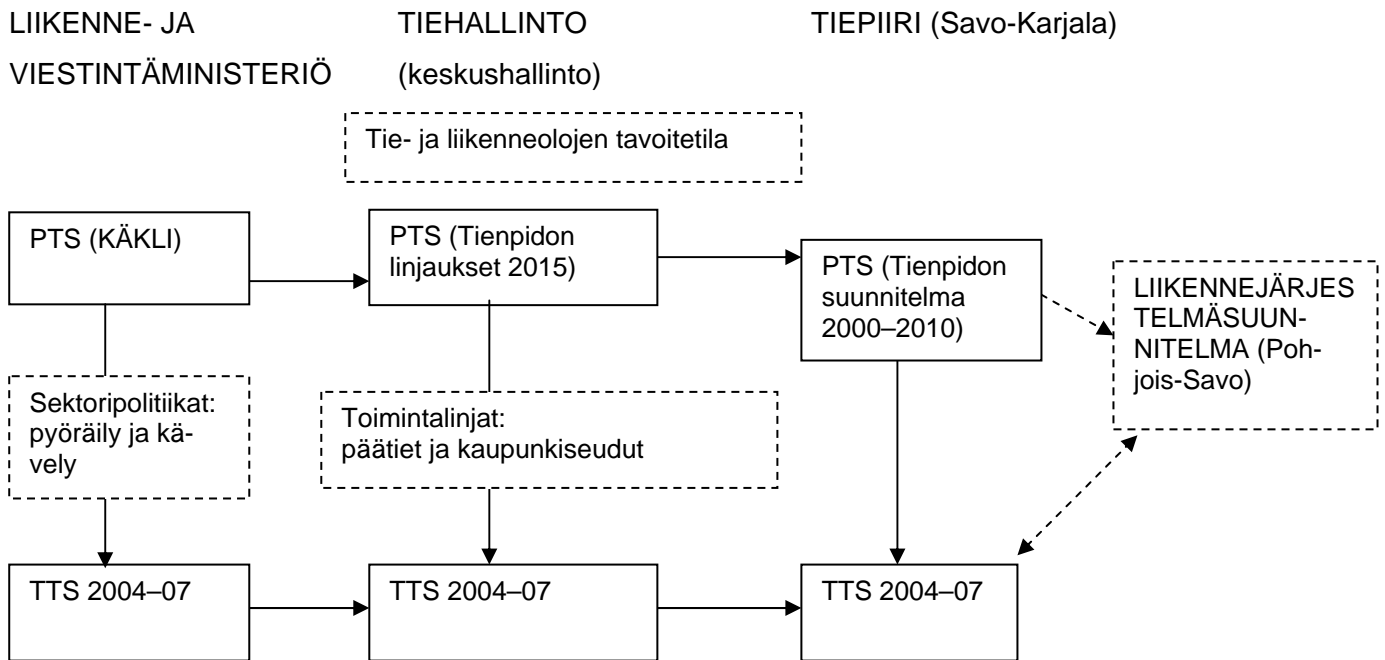 LIIKENNE- JA
VIESTINTÄMINISTERIÖ
TIEHALLINTO
(keskushallinto)
TIEPIIRI (Savo-Karjala)
Tie- ja liikenneolojen tavoitetila
PTS (KÄKLI)
PTS (Tienpidon
linjaukset 2015)
PTS (Tienpidon
suunnitelma
2000–2010)
LIIKENNEJÄRJES
TELMÄSUUN-
NITELMA (Poh-
jois-Savo)
Sektoripolitiikat:
pyöräily ja kä-
vely
Toimintalinjat:
päätiet ja kaupunkiseudut
TTS 2004–07
TTS 2004–07
TTS 2004–07